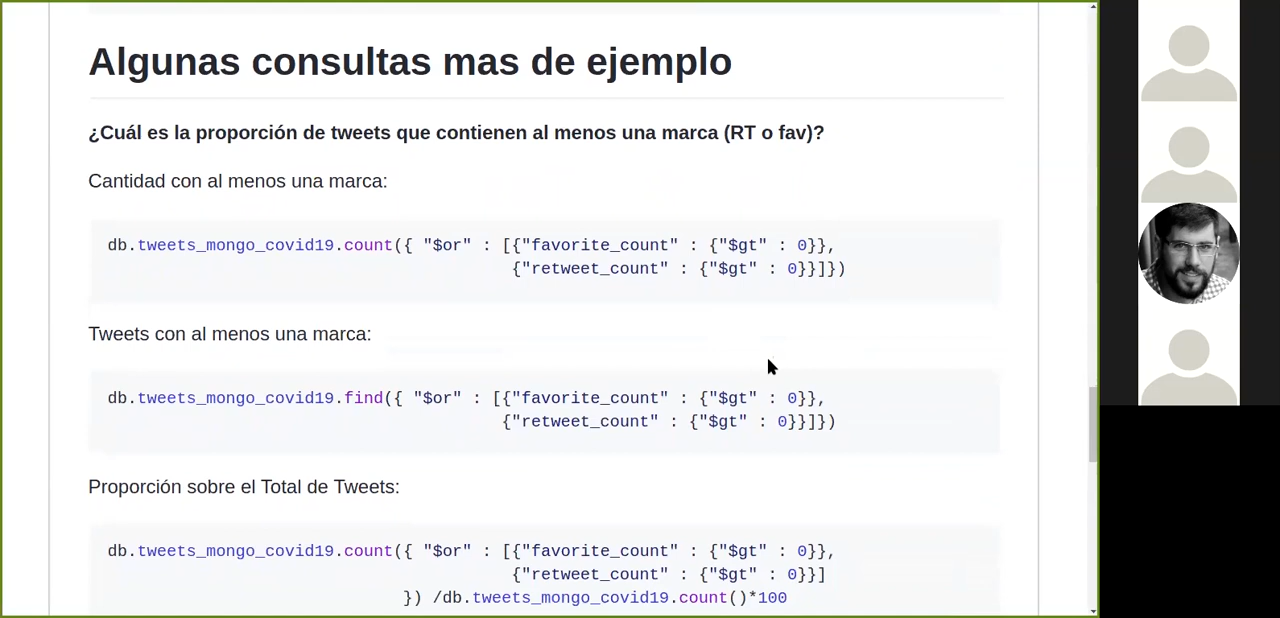 Algunas consultas mas de ejemplo
¿Cuál es la proporción de tweets que contienen al menos una marca (RT o fav)?
Cantidad con al menos una marca:
db.tweets_mongo_covid19.count({ "$or" : [{"favorite_count" : {"$gt" : 0}},
{"retweet_count" : {"$gt" : 0}}]})
Tweets con al menos una marca:
db.tweets_mongo_covid19.find({ "$or" : [{"favorite_count" : {"$gt" : 0}},
{"retweet_count" : {"$gt" : 0}}]})
Proporción sobre el Total de Tweets:
db.tweets_mongo_covid19.count({ "$or" : [{"favorite_count" : {"$gt" : 0}},
{"retweet_count" : {"$gt" : 0}}]
}) /db.tweets_mongo_covid19.count()*100